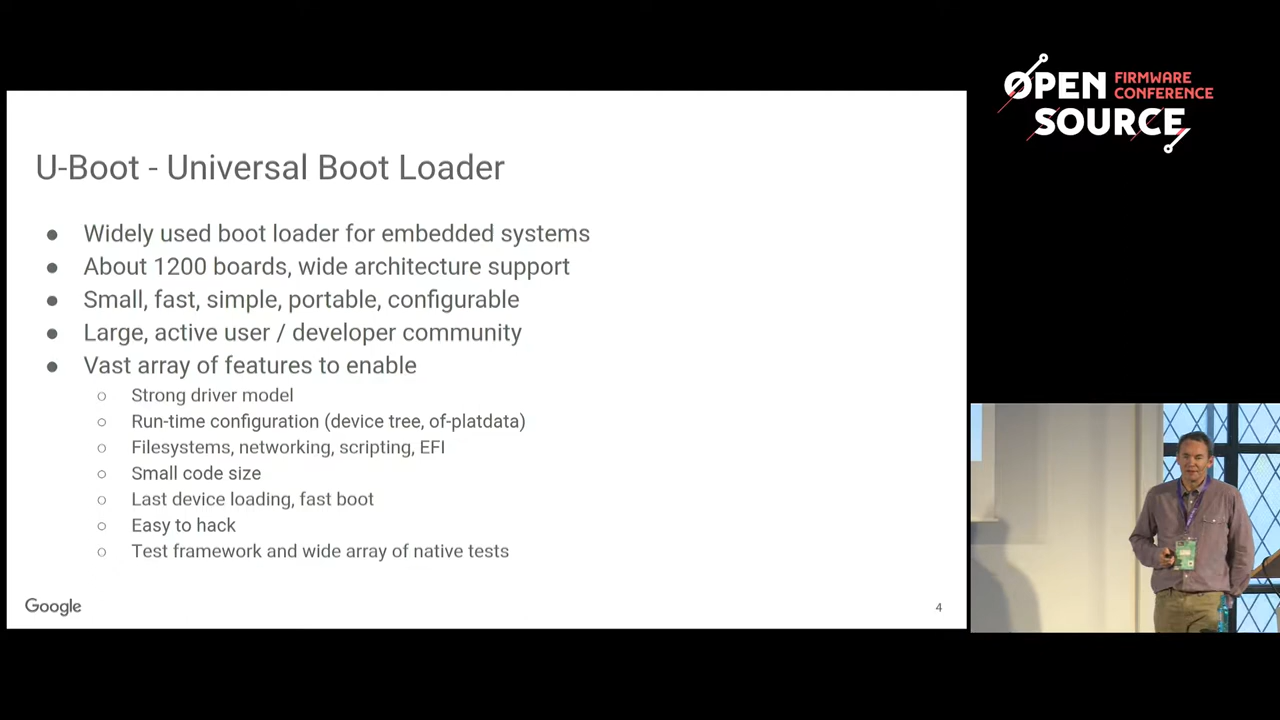 OPEN FIRMWARE
CONFERENCE
SOURCE
U-Boot - Universal Boot Loader
● Widely used boot loader for embedded systems
● About 1200 boards, wide architecture support
● Small, fast, simple, portable, configurable
● Large, active user / developer community
● Vast array of features to enable
○ Strong driver model
○ Run-time configuration (device tree, of-platdata)
○ Filesystems, networking, scripting, EFI
○ Small code size
○ Last device loading, fast boot
○ Easy to hack
○ Test framework and wide array of native tests
Google
4